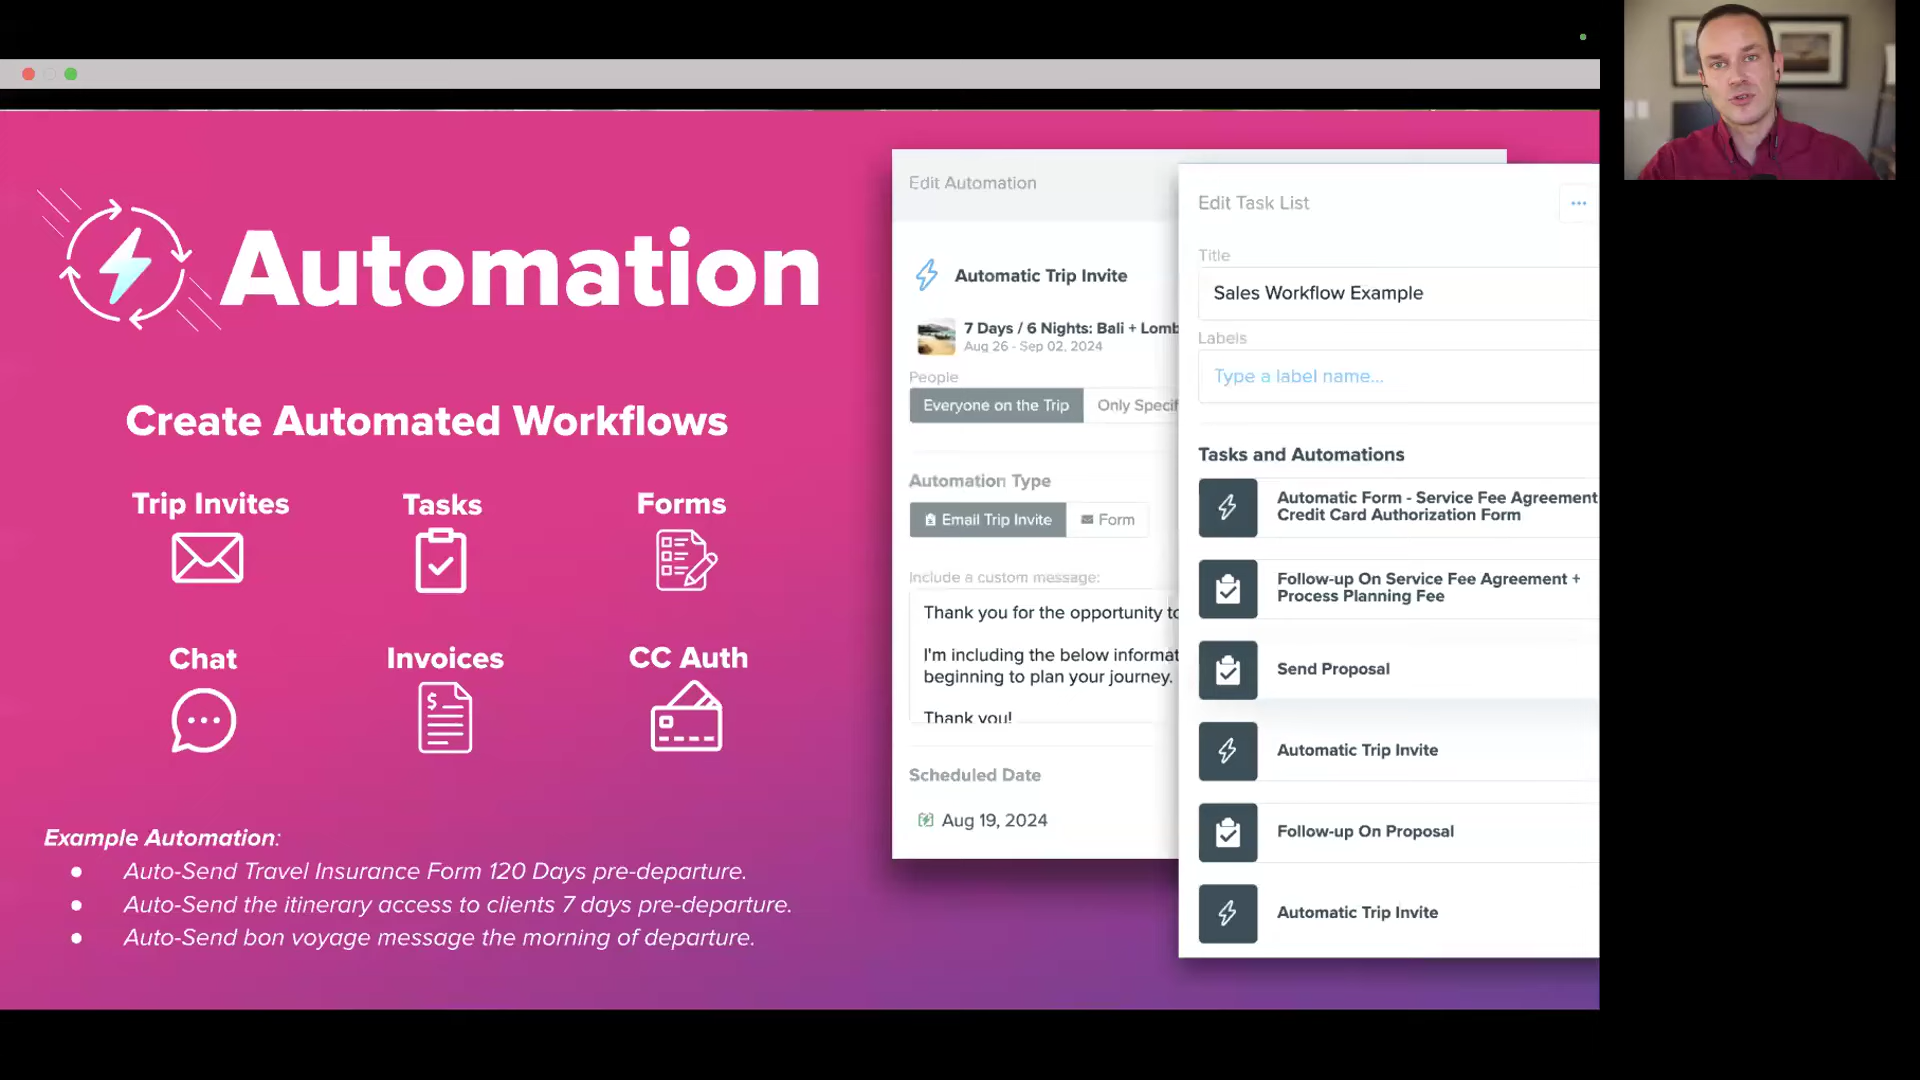 Automation
Create Automated Workflows
Trip Invites
Tasks
Forms
Chat
Invoices
CC Auth
Example Automation:
● Auto-Send Travel Insurance Form 120 Days pre-departure.
● Auto-Send the itinerary access to clients 7 days pre-departure.
● Auto-Send bon voyage message the morning of departure.
Edit Automation
Automatic Trip Invite
7 Days / 6 Nights: Bali + Lomb
Aug 26 - Sep 02, 2024
People
Everyone on the Trip
Only Specif
Automation Type
Email Trip Invite
Form
Include a custom message:
Thank you for the opportunity to
I'm including the below informat
beginning to plan your journey.
Thank you!
Scheduled Date
Aug 19, 2024
Edit Task List
Title
Sales Workflow Example
Labels
Type a label name...
Tasks and Automations
Automatic Form - Service Fee Agreement
Credit Card Authorization Form
Follow-up On Service Fee Agreement +
Process Planning Fee
Send Proposal
Automatic Trip Invite
Follow-up On Proposal
Automatic Trip Invite